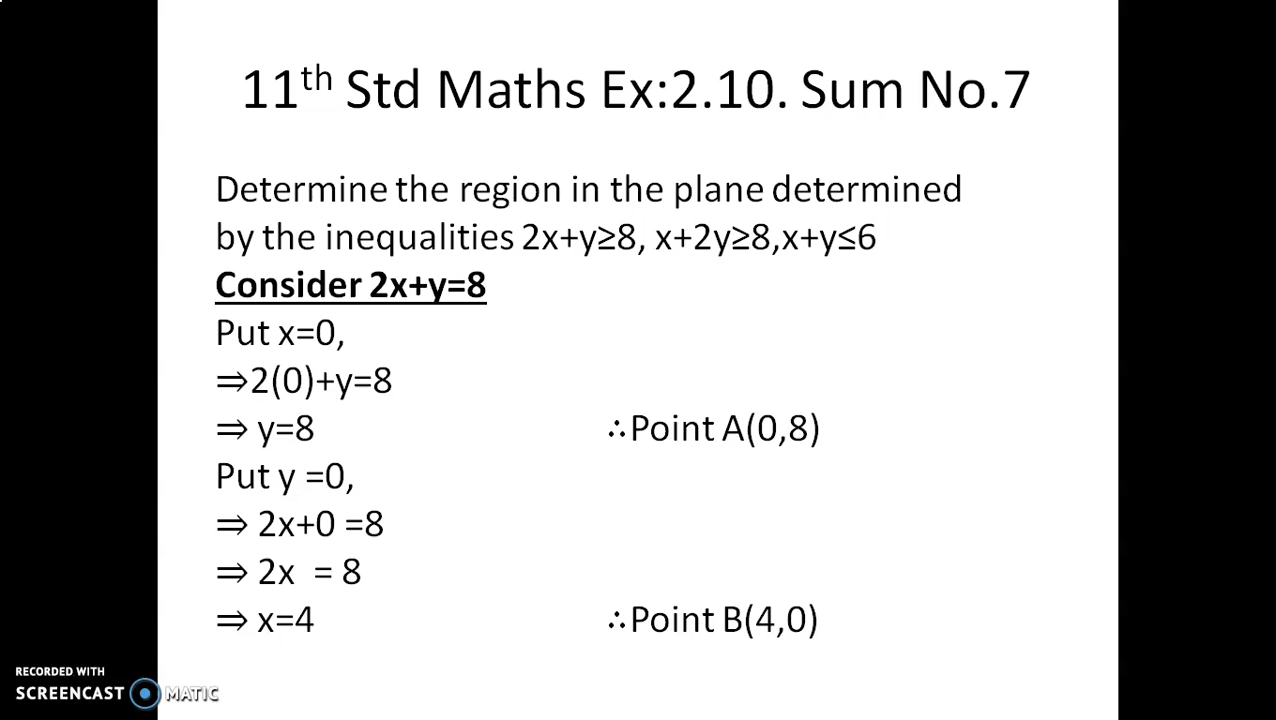 11th Std Maths Ex:2.10. Sum No.7
Determine the region in the plane determined
by the inequalities 2x+y≥8, x+2y≥8,x+y≤6
Consider 2x+y=8
Put x=0,
⇒2(0)+y=8
⇒ y=8 ∴Point A(0,8)
Put y =0,
⇒ 2x+0 =8
⇒ 2x = 8
⇒ x=4 ∴Point B(4,0)
RECORDED WITH
SCREENCAST MATIC